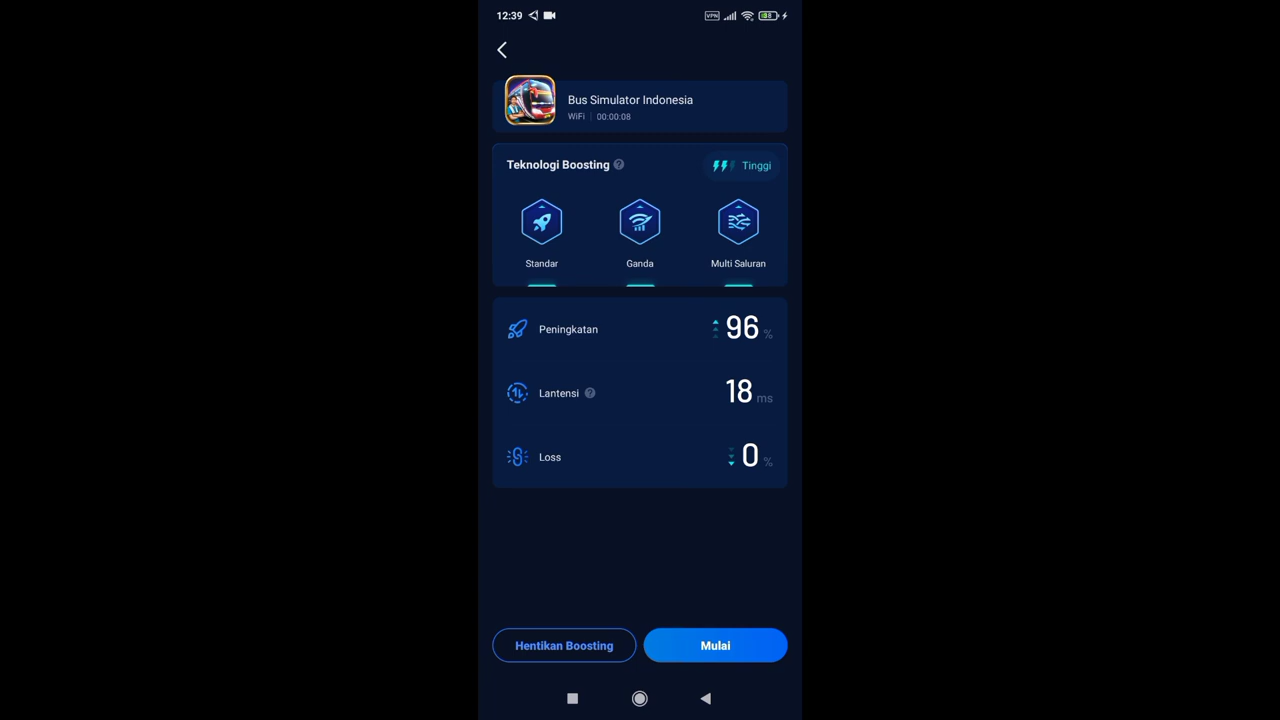 12:39
VPN
Bus Simulator Indonesia
WiFi 00:00:08
Teknologi Boosting ? Tinggi
Standar Ganda Multi Saluran
Peningkatan 96 %
Lantensi ? 18 ms
Loss 0 %
Hentikan Boosting Mulai